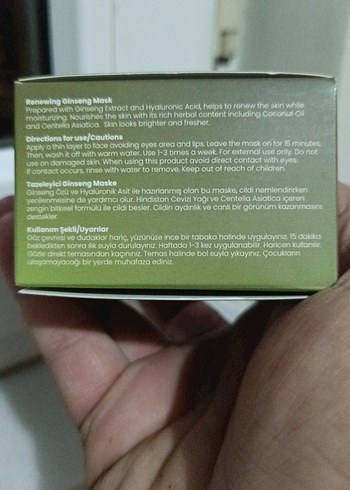 Renewing Ginseng Mask
Prepared with Ginseng Extract and Hyaluronic Acid, helps to renew the skin while
moisturizing. Nourishes the skin with its rich herbal content including Coconut Oil
and Centella Asiatica. Skin looks brighter and fresher.
Directions for use/Cautions
Apply a thin layer to face avoiding eyes area and lips. Leave the mask on for 15 minutes.
Then, wash it off with warm water. Use 1-3 times a week. For external use only. Do not
use on damaged skin. When using this product avoid direct contact with eyes.
If contact occurs, rinse with water to remove. Keep out of reach of children.
Tazeleyici Ginseng Maske
Ginseng Özü ve Hyaluronik Asit ile hazırlanmış olan bu maske, cildi nemlendirirken
yenilenmesine de yardımcı olur. Hindistan Cevizi Yağı ve Centella Asiatica içeren
zengin bitkisel formülü ile cildi besler. Cildin aydınlık ve canlı bir görünüm kazanmasını
destekler.
Kullanım Şekli/Uyarılar
Göz çevresi ve dudaklar hariç, yüzünüze ince bir tabaka halinde uygulayınız. 15 dakika
bekledikten sonra ılık suyla durulayınız. Haftada 1-3 kez uygulanabilir. Haricen kullanılır.
Gözle direkt temasından kaçınınız. Temas halinde bol suyla yıkayınız. Çocukların
ulaşamayacağı bir yerde muhafaza ediniz.